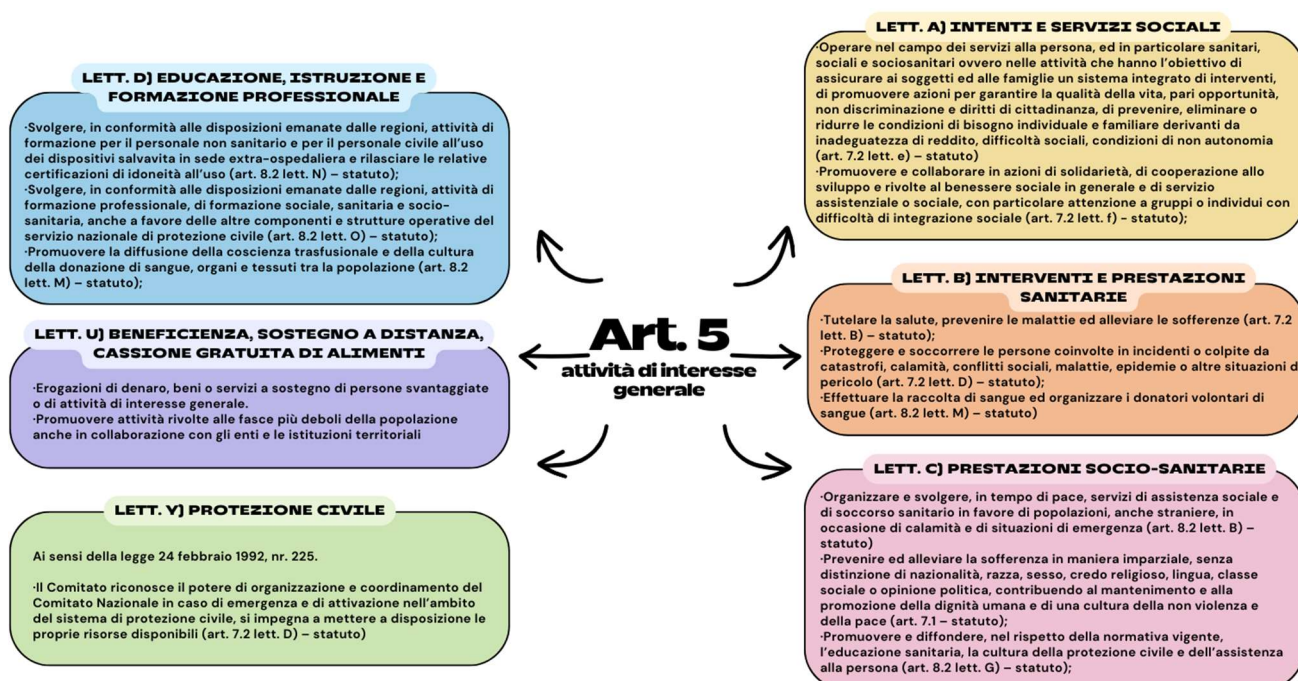 LETT. D) EDUCAZIONE, ISTRUZIONE E
FORMAZIONE PROFESSIONALE
·Svolgere, in conformità alle disposizioni emanate dalle regioni, attività di
formazione per il personale non sanitario e per il personale civile all’uso
dei dispositivi salvavita in sede extra-ospedaliera e rilasciare le relative
certificazioni di idoneità all’uso (art. 8.2 lett. N) – statuto);
·Svolgere, in conformità alle disposizioni emanate dalle regioni, attività di
formazione professionale, di formazione sociale, sanitaria e socio-
sanitaria, anche a favore delle altre componenti e strutture operative del
servizio nazionale di protezione civile (art. 8.2 lett. O) – statuto);
·Promuovere la diffusione della coscienza trasfusionale e della cultura
della donazione di sangue, organi e tessuti tra la popolazione (art. 8.2
lett. M) – statuto);
LETT. U) BENEFICIENZA, SOSTEGNO A DISTANZA,
CASSIONE GRATUITA DI ALIMENTI
·Erogazioni di denaro, beni o servizi a sostegno di persone svantaggiate
o di attività di interesse generale.
·Promuovere attività rivolte alle fasce più deboli della popolazione
anche in collaborazione con gli enti e le istituzioni territoriali
LETT. Y) PROTEZIONE CIVILE
Ai sensi della legge 24 febbraio 1992, nr. 225.
·Il Comitato riconosce il potere di organizzazione e coordinamento del
Comitato Nazionale in caso di emergenza e di attivazione nell’ambito
del sistema di protezione civile, si impegna a mettere a disposizione le
proprie risorse disponibili (art. 7.2 lett. D) – statuto)
Art. 5
attività di interesse
generale
LETT. A) INTENTI E SERVIZI SOCIALI
·Operare nel campo dei servizi alla persona, ed in particolare sanitari,
sociali e sociosanitari ovvero nelle attività che hanno l’obiettivo di
assicurare ai soggetti ed alle famiglie un sistema integrato di interventi,
di promuovere azioni per garantire la qualità della vita, pari opportunità,
non discriminazione e diritti di cittadinanza, di prevenire, eliminare o
ridurre le condizioni di bisogno individuale e familiare derivanti da
inadeguatezza di reddito, difficoltà sociali, condizioni di non autonomia
(art. 7.2 lett. e) – statuto)
·Promuovere e collaborare in azioni di solidarietà, di cooperazione allo
sviluppo e rivolte al benessere sociale in generale e di servizio
assistenziale o sociale, con particolare attenzione a gruppi o individui con
difficoltà di integrazione sociale (art. 7.2 lett. f) - statuto);
LETT. B) INTERVENTI E PRESTAZIONI
SANITARIE
·Tutelare la salute, prevenire le malattie ed alleviare le sofferenze (art. 7.2
lett. B) – statuto);
·Proteggere e soccorrere le persone coinvolte in incidenti o colpite da
catastrofi, calamità, conflitti sociali, malattie, epidemie o altre situazioni di
pericolo (art. 7.2 lett. D) – statuto);
·Effettuare la raccolta di sangue ed organizzare i donatori volontari di
sangue (art. 8.2 lett. M) – statuto)
LETT. C) PRESTAZIONI SOCIO-SANITARIE
·Organizzare e svolgere, in tempo di pace, servizi di assistenza sociale e
di soccorso sanitario in favore di popolazioni, anche straniere, in
occasione di calamità e di situazioni di emergenza (art. 8.2 lett. B) –
statuto)
·Prevenire ed alleviare la sofferenza in maniera imparziale, senza
distinzione di nazionalità, razza, sesso, credo religioso, lingua, classe
sociale o opinione politica, contribuendo al mantenimento e alla
promozione della dignità umana e di una cultura della non violenza e
della pace (art. 7.1 – statuto);
·Promuovere e diffondere, nel rispetto della normativa vigente,
l’educazione sanitaria, la cultura della protezione civile e dell’assistenza
alla persona (art. 8.2 lett. G) – statuto);